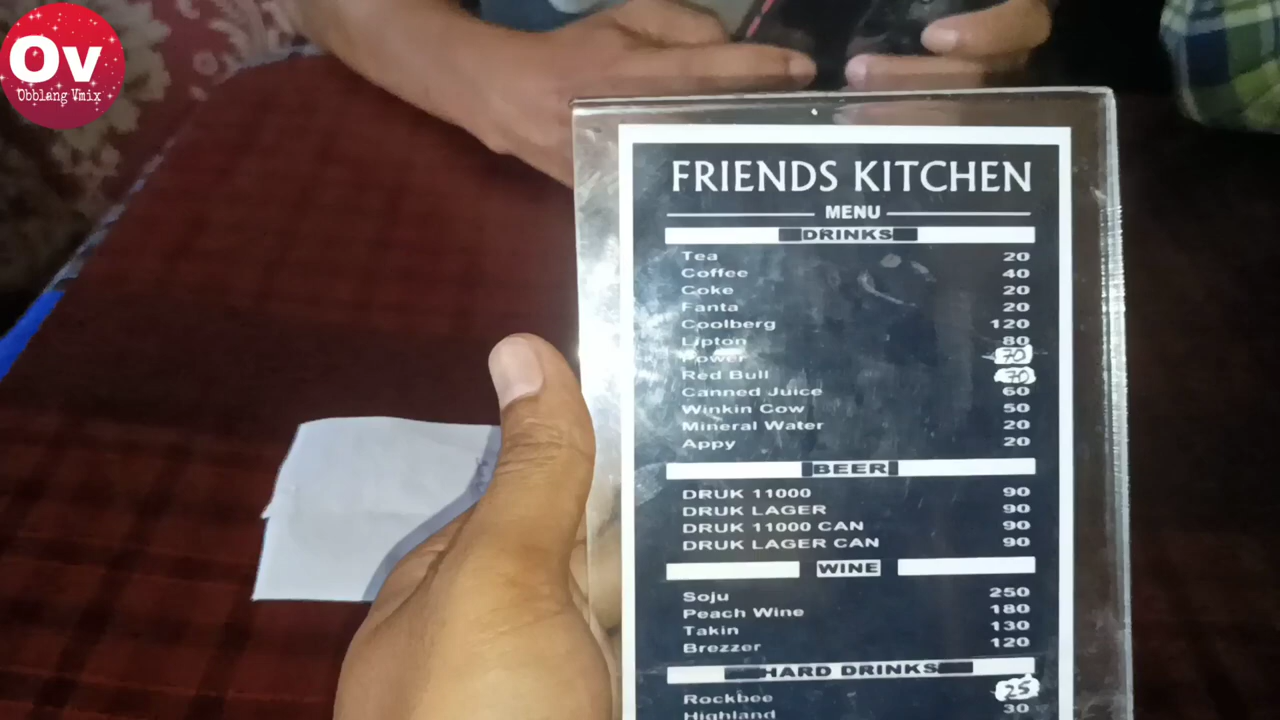 Ov
Obblang Vmix
FRIENDS KITCHEN
MENU
DRINKS
Tea 20
Coffee 40
Coke 20
Fanta 20
Coolberg 120
Lipton 80
Power 70
Red Bull 70
Canned Juice 60
Winkin Cow 50
Mineral Water 20
Appy 20
BEER
DRUK 11000 90
DRUK LAGER 90
DRUK 11000 CAN 90
DRUK LAGER CAN 90
WINE
Soju 250
Peach Wine 180
Takin 130
Brezzer 120
HARD DRINKS
Rockbee 25
Highland 30